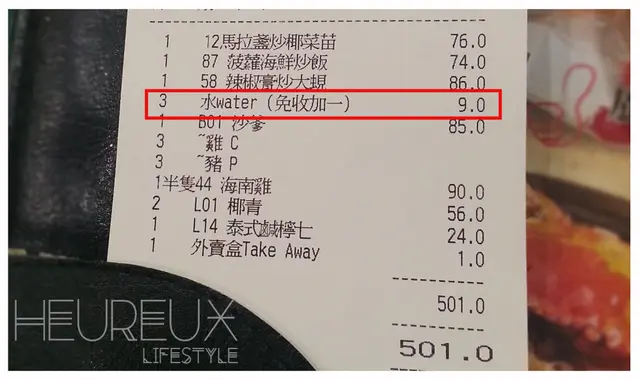 1 12馬拉盞炒椰菜苗 76.0
1 87 菠蘿海鮮炒飯 74.0
1 58 辣椒膏炒大蜆 86.0
3 水water (免收加一) 9.0
1 B01 沙爹 85.0
3 ~雞 C
3 ~豬 P
1半隻44 海南雞 90.0
2 L01 椰青 56.0
1 L14 泰式鹹檸七 24.0
1 外賣盒Take Away 1.0
501.0
501.0
HEUREUX
LIFESTYLE